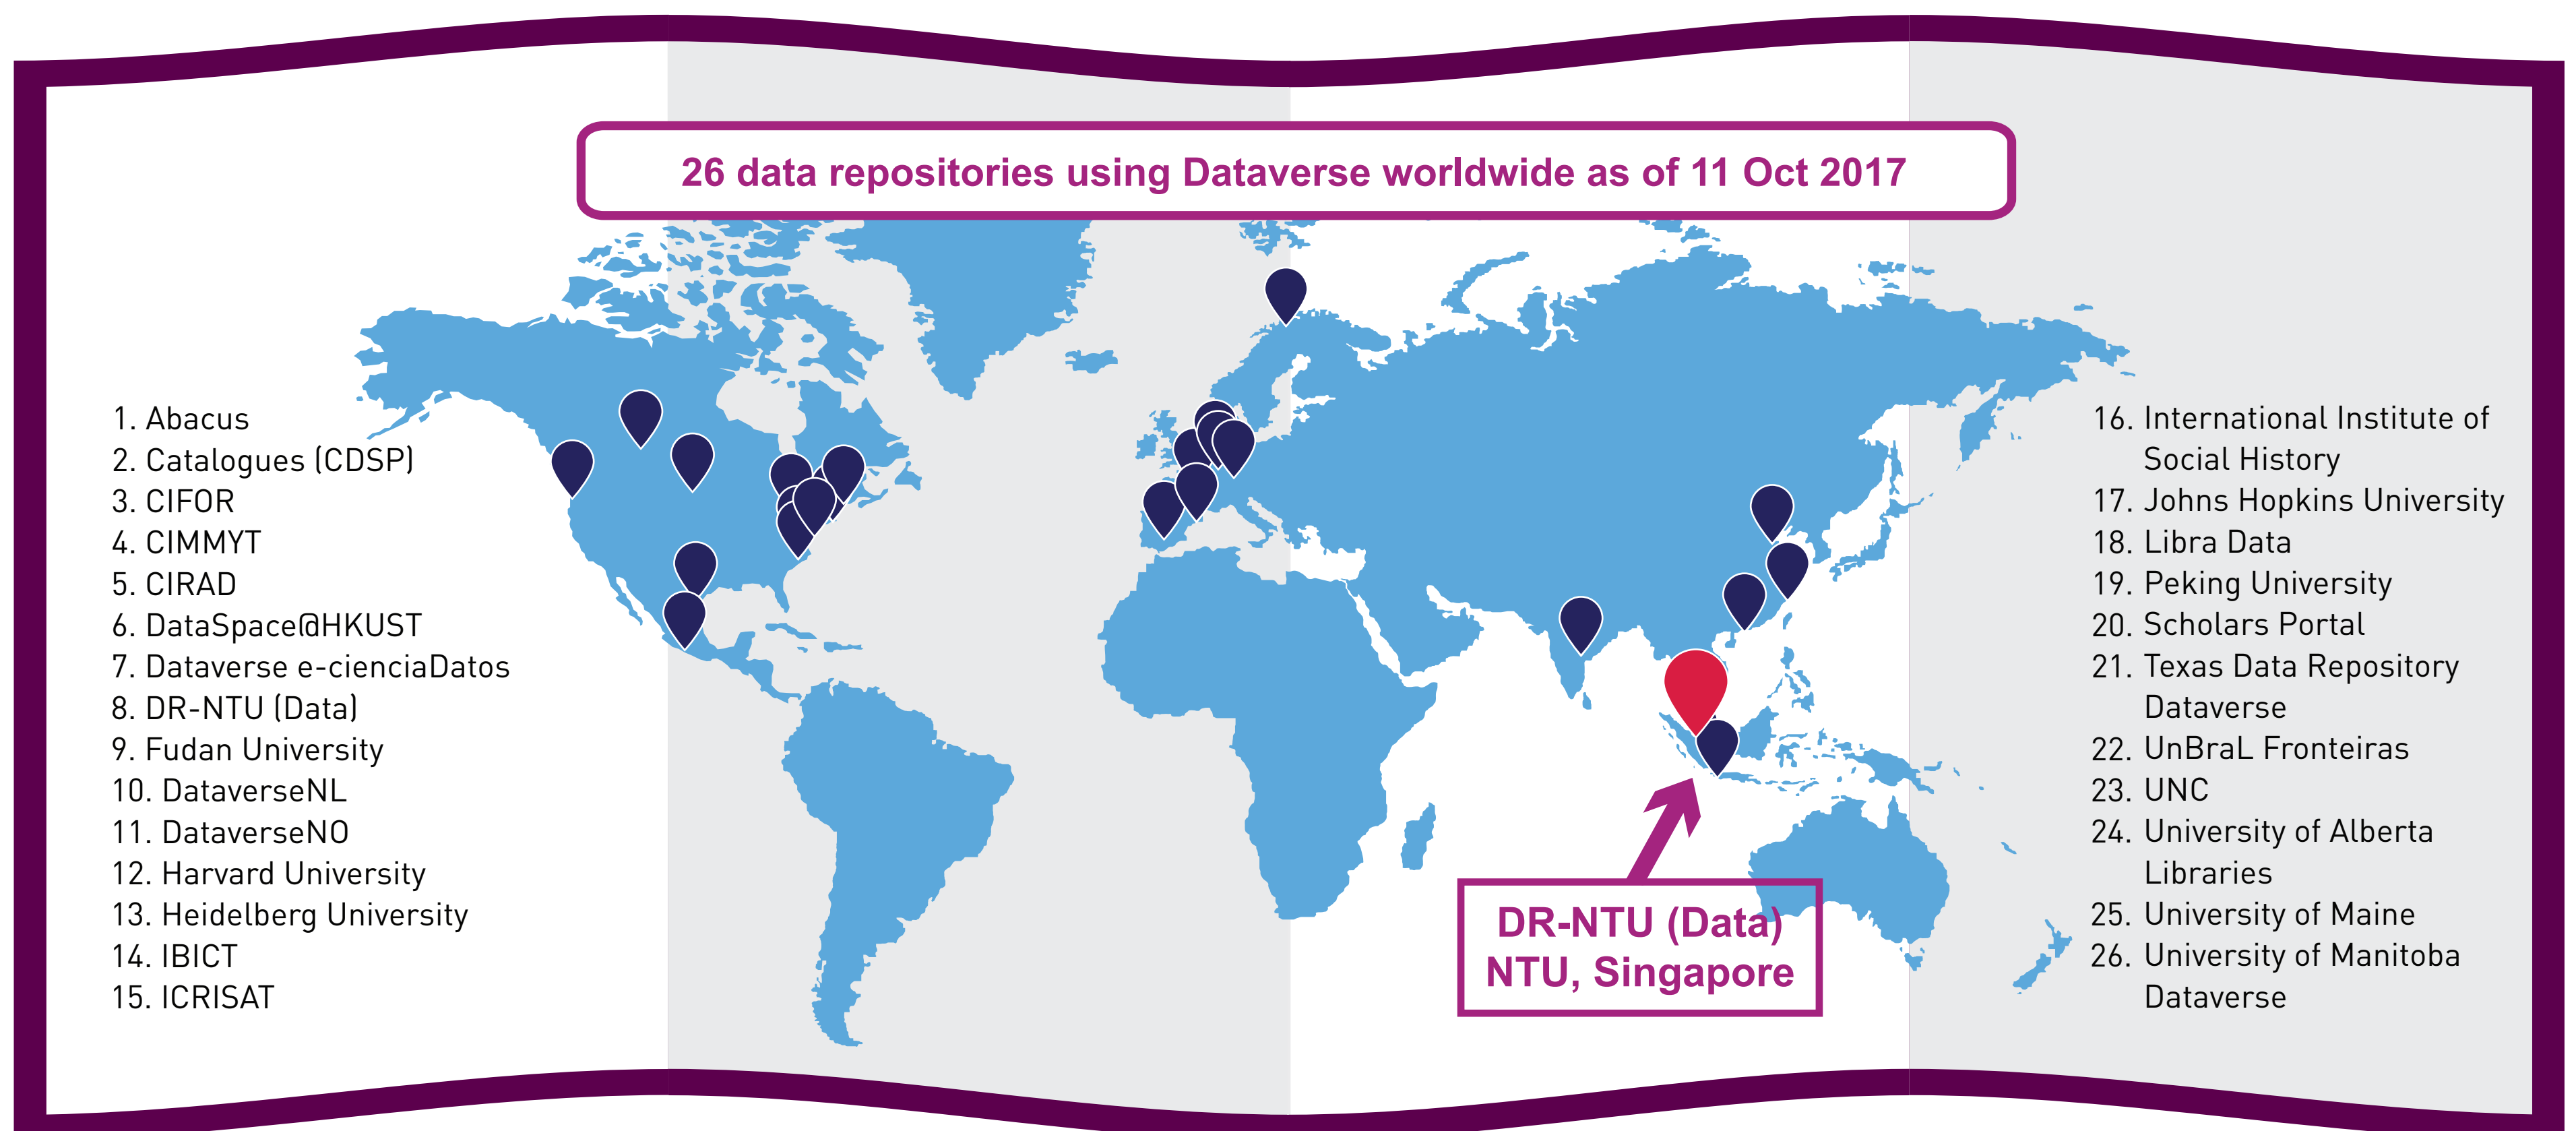 26 data repositories using Dataverse worldwide as of 11 Oct 2017
1. Abacus
2. Catalogues (CDSP)
3. CIFOR
4. CIMMYT
5. CIRAD
6. DataSpace@HKUST
7. Dataverse e-cienciaDatos
8. DR-NTU (Data)
9. Fudan University
10. DataverseNL
11. DataverseNO
12. Harvard University
13. Heidelberg University
14. IBICT
15. ICRISAT
16. International Institute of
Social History
17. Johns Hopkins University
18. Libra Data
19. Peking University
20. Scholars Portal
21. Texas Data Repository
Dataverse
22. UnBraL Fronteiras
23. UNC
24. University of Alberta
Libraries
25. University of Maine
26. University of Manitoba
Dataverse
DR-NTU (Data)
NTU, Singapore